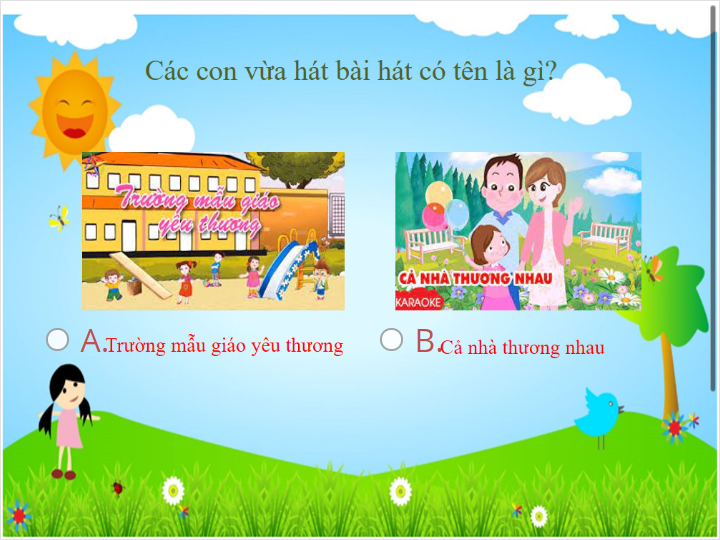 Các con vừa hát bài hát có tên là gì?
Trường mẫu giáo
yêu thương
CẢ NHÀ THƯƠNG NHAU
KARAOKE
A.Trường mẫu giáo yêu thương
B.Cả nhà thương nhau